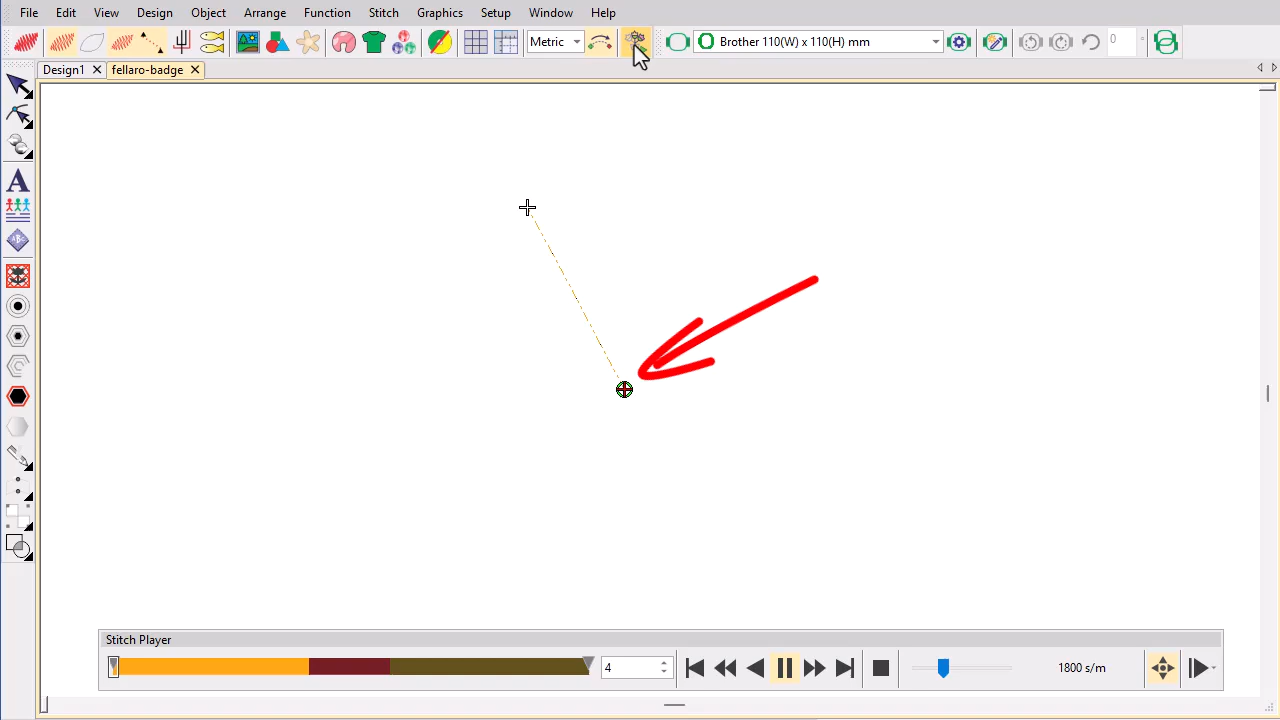 File Edit View Design Object Arrange Function Stitch Graphics Setup Window Help
Metric Brother 110(W) x 110(H) mm 0 °
Design1 fellaro-badge
A
ABC
Stitch Player
4 1800 s/m